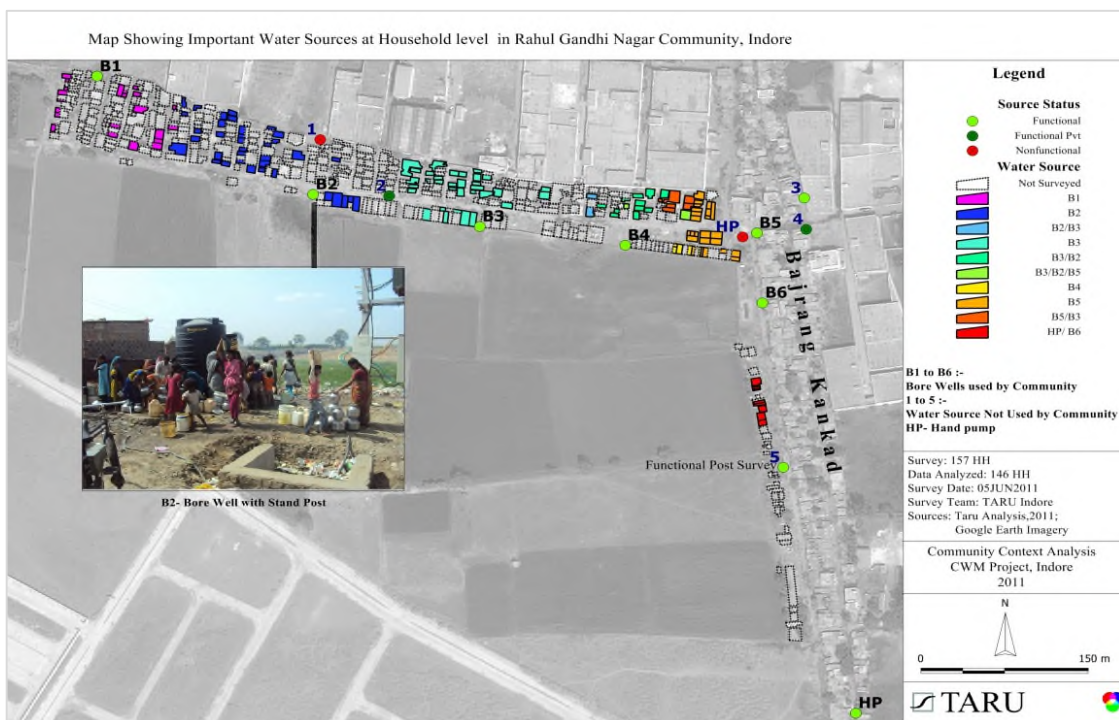 Map Showing Important Water Sources at Household level in Rahul Gandhi Nagar Community, Indore
B1
1
B2
2
B3
B4
HP
B5
3
4
B6
Bajrang Kankad
Functional Post Survey
5
HP
B2- Bore Well with Stand Post
Legend
Source Status
Functional
Functional Pvt
Nonfunctional
Water Source
Not Surveyed
B1
B2
B2/B3
B3
B3/B2
B3/B2/B5
B4
B5
B5/B3
HP/ B6
B1 to B6 :-
Bore Wells used by Community
1 to 5 :-
Water Source Not Used by Community
HP- Hand pump
Survey: 157 HH
Data Analyzed: 146 HH
Survey Date: 05JUN2011
Survey Team: TARU Indore
Sources: Taru Analysis,2011;
Google Earth Imagery
Community Context Analysis
CWM Project, Indore
2011
N
0 150 m
TARU